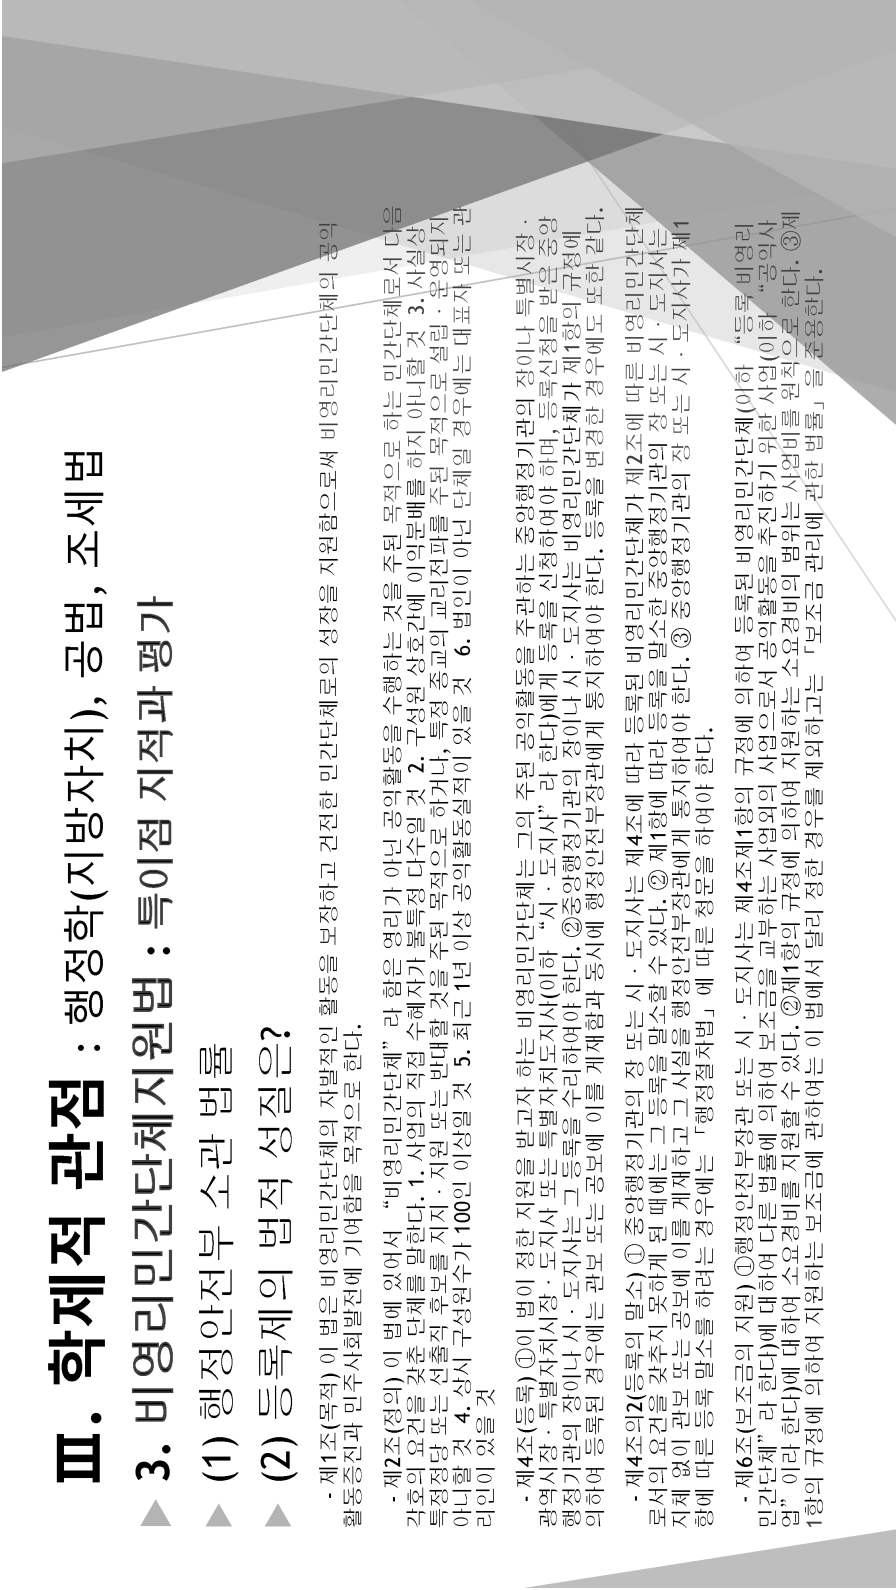 Ⅲ. 학제적 관점 : 행정학(지방자치), 공법, 조세법
3. 비영리민간단체지원법 : 특이점 지적과 평가
(1) 행정안전부 소관 법률
(2) 등록제의 법적 성질은?
- 제1조(목적) 이 법은 비영리민간단체의 자발적인 활동을 보장하고 건전한 민간단체로의 성장을 지원함으로써 비영리민간단체의 공익
활동증진과 민주사회발전에 기여함을 목적으로 한다.
- 제2조(정의) 이 법에 있어서 “비영리민간단체”라 함은 영리가 아닌 공익활동을 수행하는 것을 주된 목적으로 하는 민간단체로서 다음
각호의 요건을 갖춘 단체를 말한다. 1. 사업의 직접 수혜자가 불특정 다수일 것 2. 구성원 상호간에 이익분배를 하지 아니할 것 3. 사실상
특정정당 또는 선출직 후보를 지지ㆍ지원 또는 반대할 것을 주된 목적으로 하거나, 특정 종교의 교리전파를 주된 목적으로 설립ㆍ운영되지
아니할 것 4. 상시 구성원수가 100인 이상일 것 5. 최근 1년 이상 공익활동실적이 있을 것 6. 법인이 아닌 단체일 경우에는 대표자 또는 관
리인이 있을 것
- 제4조(등록) ①이 법이 정한 지원을 받고자 하는 비영리민간단체는 그의 주된 공익활동을 주관하는 중앙행정기관의 장이나 특별시장ㆍ
광역시장ㆍ특별자치시장ㆍ도지사 또는 특별자치도지사(이하 “시ㆍ도지사”라 한다)에게 등록을 신청하여야 하며, 등록신청을 받은 중앙
행정기관의 장이나 시ㆍ도지사는 그 등록을 수리하여야 한다. ②중앙행정기관의 장이나 시ㆍ도지사는 비영리민간단체가 제1항의 규정에
의하여 등록된 경우에는 관보 또는 공보에 이를 게재함과 동시에 행정안전부장관에게 통지하여야 한다. 등록을 변경한 경우에도 또한 같다.
- 제4조의2(등록의 말소) ① 중앙행정기관의 장 또는 시ㆍ도지사는 제4조에 따라 등록된 비영리민간단체가 제2조에 따른 비영리민간단체
로서의 요건을 갖추지 못하게 된 때에는 그 등록을 말소할 수 있다. ② 제1항에 따라 등록을 말소한 중앙행정기관의 장 또는 시ㆍ도지사는
지체 없이 관보 또는 공보에 이를 게재하고 그 사실을 행정안전부장관에게 통지하여야 한다. ③ 중앙행정기관의 장 또는 시ㆍ도지사가 제1
항에 따른 등록 말소를 하려는 경우에는 「행정절차법」에 따른 청문을 하여야 한다.
- 제6조(보조금의 지원) ①행정안전부장관 또는 시ㆍ도지사는 제4조제1항의 규정에 의하여 등록된 비영리민간단체(이하 “등록 비영리
민간단체”라 한다)에 대하여 다른 법률에 의하여 보조금을 교부하는 사업외의 사업으로서 공익활동을 추진하기 위한 사업(이하 “공익사
업”이라 한다)에 대하여 소요경비를 지원할 수 있다. ②제1항의 규정에 의하여 지원하는 소요경비의 범위는 사업비를 원칙으로 한다. ③제
1항의 규정에 의하여 지원하는 보조금에 관하여는 이 법에서 달리 정한 경우를 제외하고는 「보조금 관리에 관한 법률」을 준용한다.